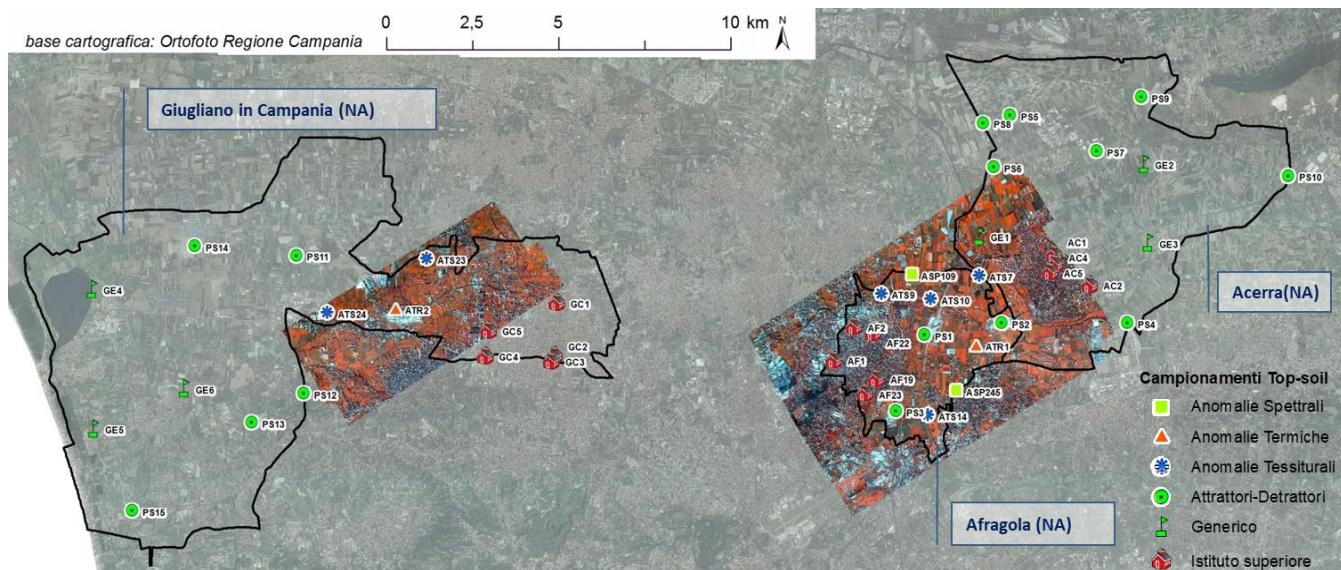 base cartografica: Ortofoto Regione Campania
0 2,5 5 10 km
N
Giugliano in Campania (NA)
PS9
PS5
PS8
PS7
GE2
PS6
PS10
GE1
GE3
AC1
AC4
AC5
AC2
PS14
PS11
ATS23
GE4
ATS24
ATR2
GC1
GC5
GC2
GC4
GC3
GE6
PS12
PS13
GE5
PS15
ASP109
ATS7
ATS9
ATS10
AF2
AF22
PS1
PS2
PS4
ATR1
AF1
AF19
ASP245
AF23
PS3
ATS14
Acerra(NA)
Afragola (NA)
Campionamenti Top-soil
Anomalie Spettrali
Anomalie Termiche
Anomalie Tessiturali
Attrattori-Detrattori
Generico
Istituto superiore